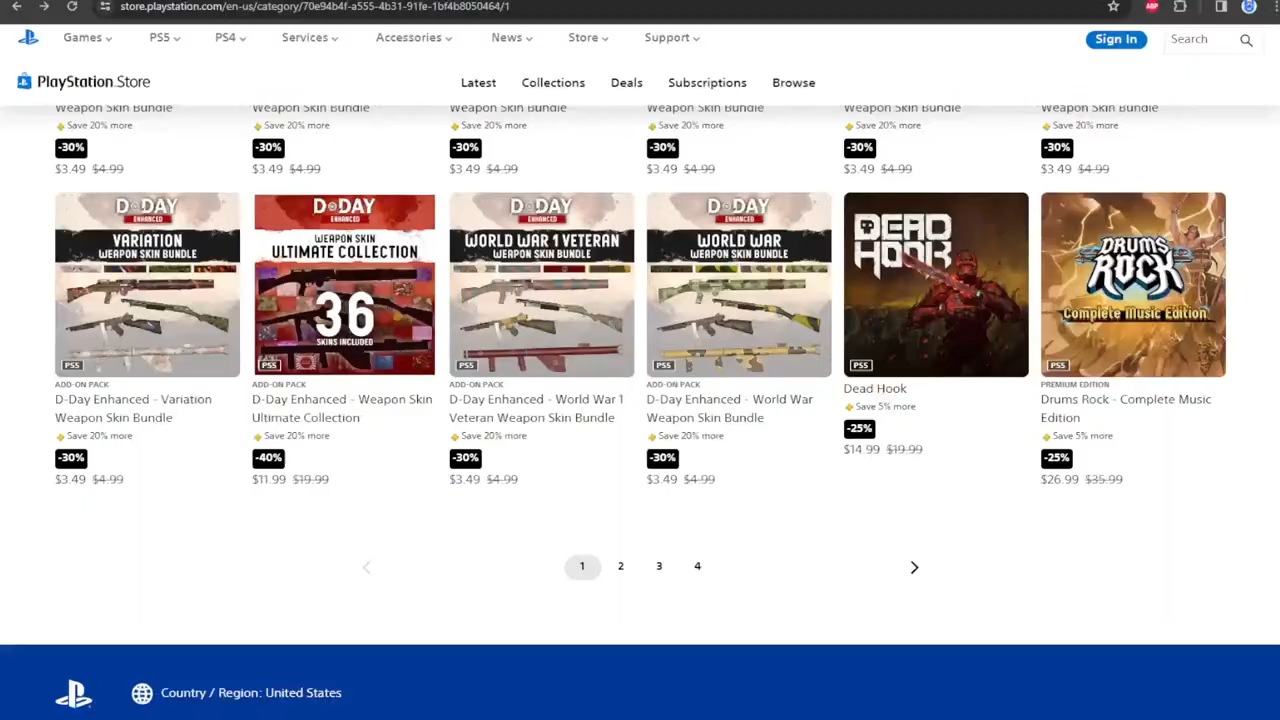 store.playstation.com/en-us/category/70e94b4f-a555-4b31-91fe-1bf4b8050464/1
ABP
Games PS5 PS4 Services Accessories News Store Support Sign In Search
PlayStation.Store Latest Collections Deals Subscriptions Browse
Weapon Skin Bundle Weapon Skin Bundle Weapon Skin Bundle Weapon Skin Bundle Weapon Skin Bundle Weapon Skin Bundle
Save 20% more Save 20% more Save 20% more Save 20% more Save 20% more Save 20% more
-30% -30% -30% -30% -30% -30%
$3.49 $4.99 $3.49 $4.99 $3.49 $4.99 $3.49 $4.99 $3.49 $4.99 $3.49 $4.99
D-DAY
ENHANCED
VARIATION
WEAPON SKIN BUNDLE
PS5
ADD-ON PACK
D-Day Enhanced - Variation
Weapon Skin Bundle
Save 20% more
-30%
$3.49 $4.99
D-DAY
ENHANCED
WEAPON SKIN
ULTIMATE COLLECTION
36
SKINS INCLUDED
PS5
ADD-ON PACK
D-Day Enhanced - Weapon Skin
Ultimate Collection
Save 20% more
-40%
$11.99 $19.99
D-DAY
ENHANCED
WORLD WAR 1 VETERAN
WEAPON SKIN BUNDLE
PS5
ADD-ON PACK
D-Day Enhanced - World War 1
Veteran Weapon Skin Bundle
Save 20% more
-30%
$3.49 $4.99
D-DAY
ENHANCED
WORLD WAR
WEAPON SKIN BUNDLE
PS5
ADD-ON PACK
D-Day Enhanced - World War
Weapon Skin Bundle
Save 20% more
-30%
$3.49 $4.99
DEAD
HOOK
PS5
Dead Hook
Save 5% more
-25%
$14.99 $19.99
DRUMS
ROCK
Complete Music Edition
PS5
PREMIUM EDITION
Drums Rock - Complete Music
Edition
Save 5% more
-25%
$26.99 $35.99
1 2 3 4
Country / Region: United States